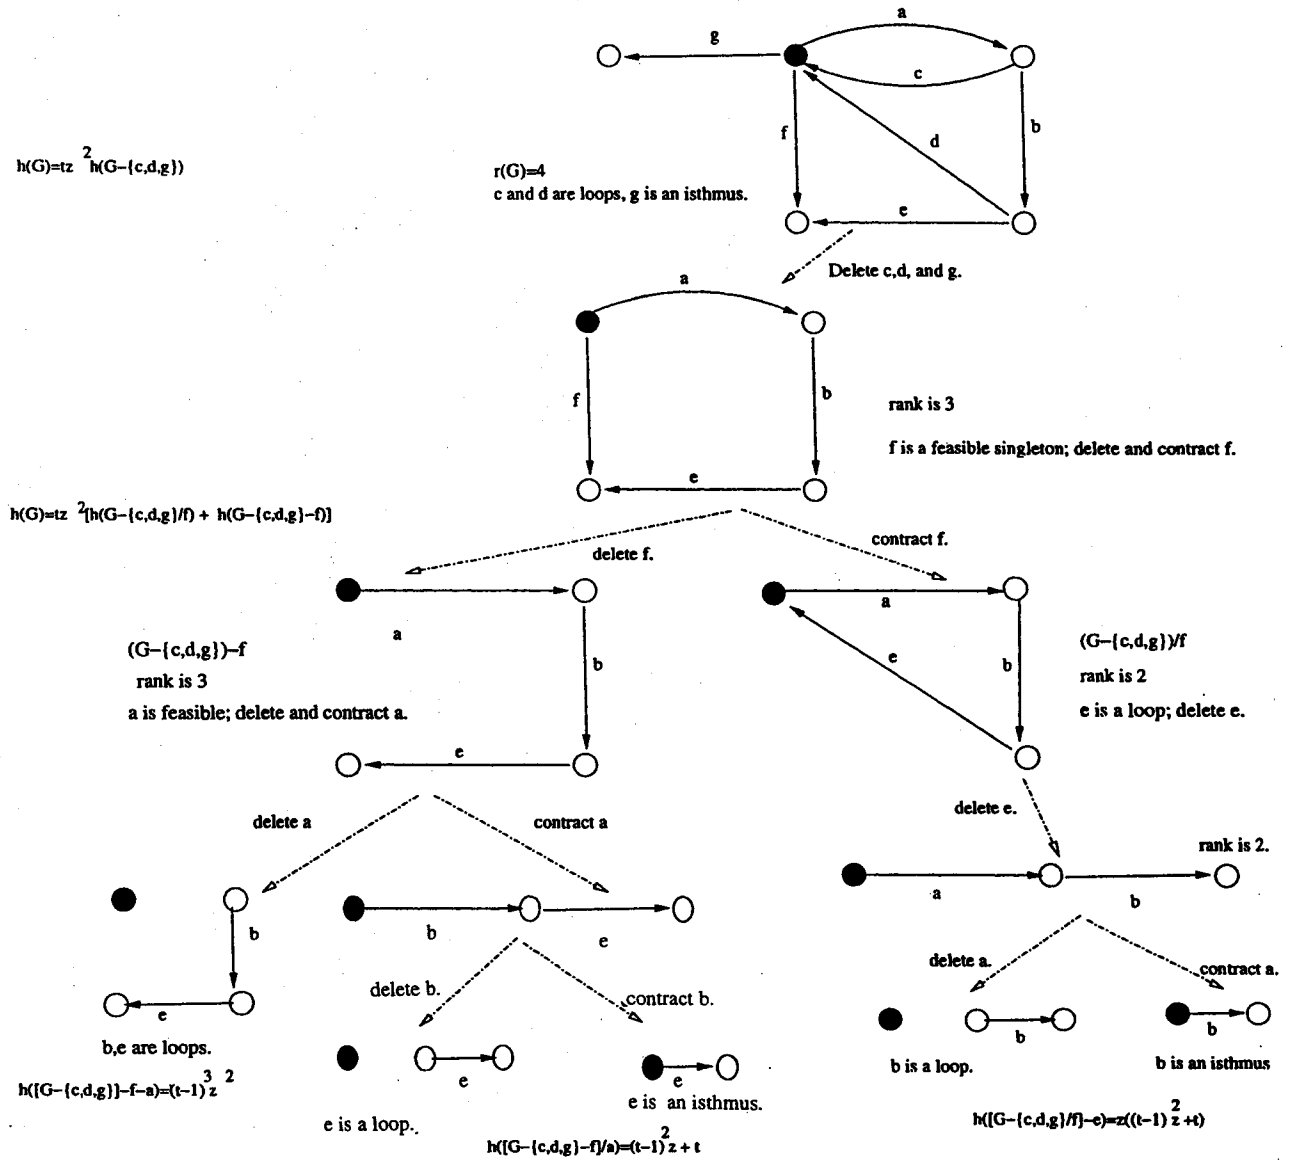 a
g
c
f
d
b
h(G)=tz 2h(G-{c,d,g})
r(G)=4
c and d are loops, g is an isthmus.
e
Delete c,d, and g.
a
f
b
rank is 3
f is a feasible singleton; delete and contract f.
e
h(G)=tz 2[h(G-{c,d,g}/f) + h(G-{c,d,g}-f)]
delete f.
contract f.
a
a
(G-{c,d,g})-f
rank is 3
a is feasible; delete and contract a.
b
e
b
(G-{c,d,g})/f
rank is 2
e is a loop; delete e.
e
delete a
contract a
delete e.
rank is 2.
a
b
b
b
e
e
delete b.
contract b.
delete a.
contract a.
b,e are loops.
h([G-{c,d,g}]-f-a)=(t-1)3z 2
e
e
e is a loop..
e is an isthmus.
h([G-{c,d,g}-f]/a)=(t-1)2z + t
b
b
b is a loop.
b is an isthmus
h([G-{c,d,g}/f]-e)=z((t-1)2z +t)